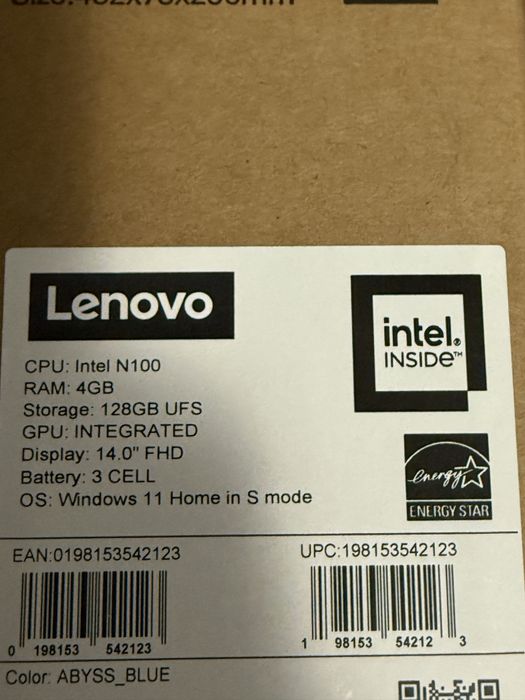 Lenovo
intel.
INSIDE™
CPU: Intel N100
RAM: 4GB
Storage: 128GB UFS
GPU: INTEGRATED
Display: 14.0" FHD
Battery: 3 CELL
OS: Windows 11 Home in S mode
energy
ENERGY STAR
EAN:0198153542123
UPC:198153542123
0 198153 542123
1 98153 54212 3
Color: ABYSS_BLUE